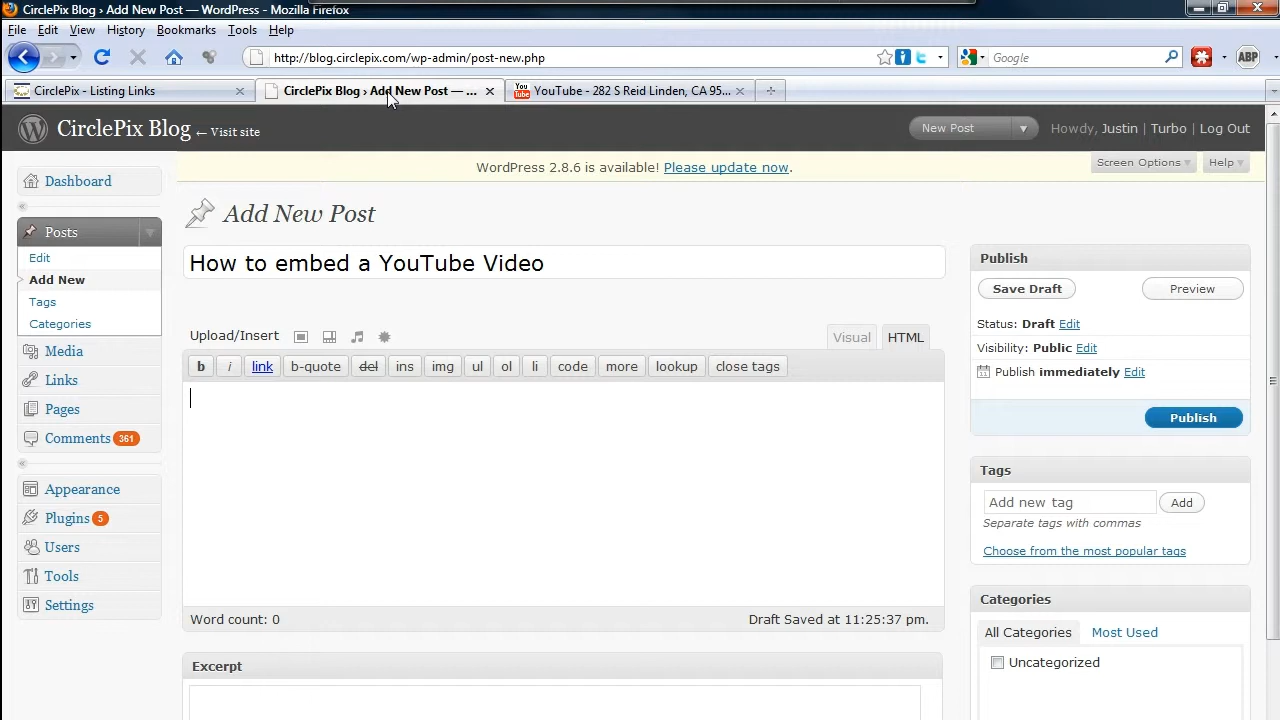 CirclePix Blog › Add New Post — WordPress - Mozilla Firefox
File Edit View History Bookmarks Tools Help
http://blog.circlepix.com/wp-admin/post-new.php
Google
ABP
CirclePix - Listing Links
CirclePix Blog › Add New Post — ...
You Tube
YouTube - 282 S Reid Linden, CA 95...
CirclePix Blog ← Visit site
New Post
Howdy, Justin | Turbo | Log Out
WordPress 2.8.6 is available! Please update now.
Screen Options
Help
Dashboard
Posts
Edit
Add New
Tags
Categories
Media
Links
Pages
Comments 361
Appearance
Plugins 5
Users
Tools
Settings
Add New Post
How to embed a YouTube Video
Upload/Insert
Visual HTML
b i link b-quote del ins img ul ol li code more lookup close tags
Word count: 0
Draft Saved at 11:25:37 pm.
Excerpt
Publish
Save Draft Preview
Status: Draft Edit
Visibility: Public Edit
Publish immediately Edit
Publish
Tags
Add new tag Add
Separate tags with commas
Choose from the most popular tags
Categories
All Categories Most Used
Uncategorized